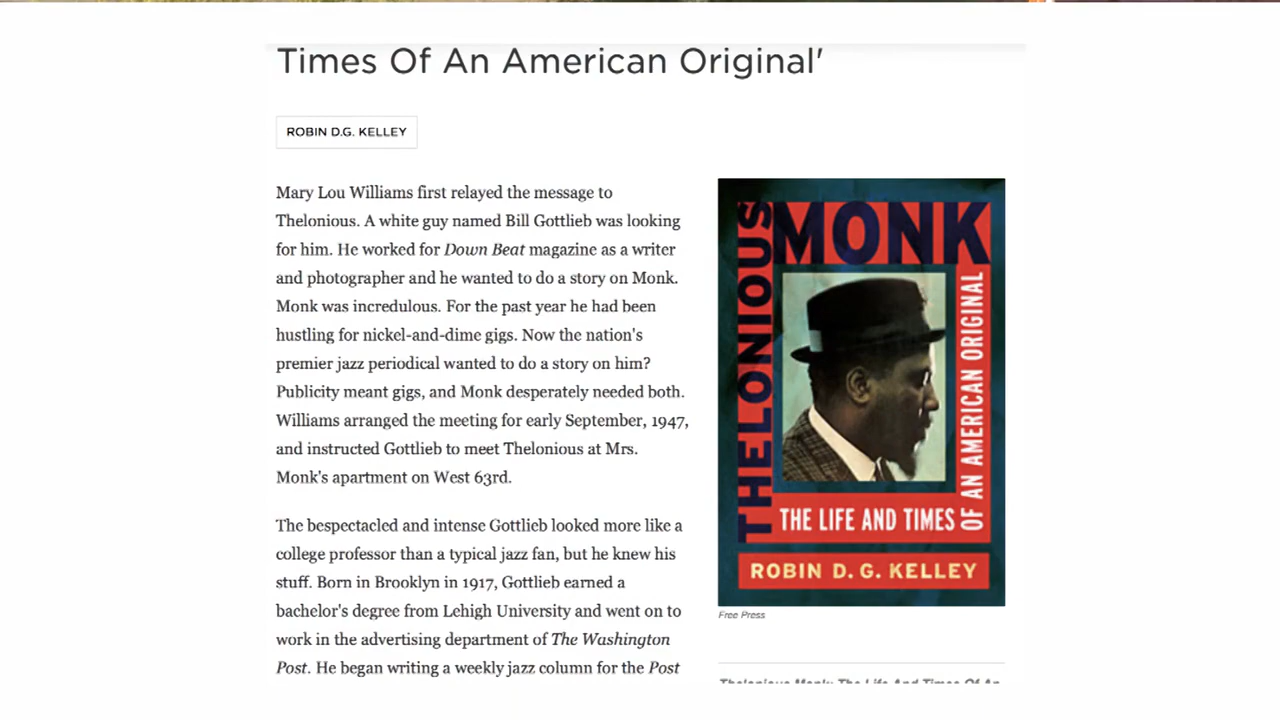 Times Of An American Original'
ROBIN D.G. KELLEY
Mary Lou Williams first relayed the message to
Thelonious. A white guy named Bill Gottlieb was looking
for him. He worked for Down Beat magazine as a writer
and photographer and he wanted to do a story on Monk.
Monk was incredulous. For the past year he had been
hustling for nickel-and-dime gigs. Now the nation's
premier jazz periodical wanted to do a story on him?
Publicity meant gigs, and Monk desperately needed both.
Williams arranged the meeting for early September, 1947,
and instructed Gottlieb to meet Thelonious at Mrs.
Monk's apartment on West 63rd.
The bespectacled and intense Gottlieb looked more like a
college professor than a typical jazz fan, but he knew his
stuff. Born in Brooklyn in 1917, Gottlieb earned a
bachelor's degree from Lehigh University and went on to
work in the advertising department of The Washington
Post. He began writing a weekly jazz column for the Post
THELONIOUS
MONK
THE LIFE AND TIMES
OF AN AMERICAN ORIGINAL
ROBIN D. G. KELLEY
Free Press
Thelonious Monk: The Life And Times Of An